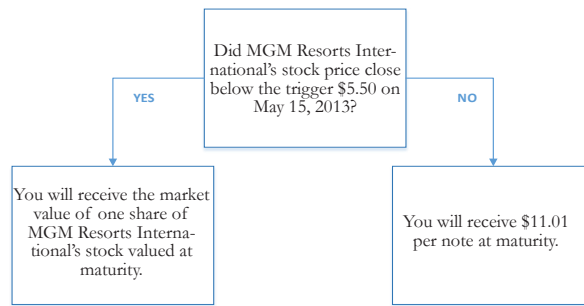 Did MGM Resorts Inter-
national's stock price close
below the trigger $5.50 on
May 15, 2013?
YES
NO
You will receive the market
value of one share of
MGM Resorts Interna-
tional's stock valued at
maturity.
You will receive $11.01
per note at maturity.